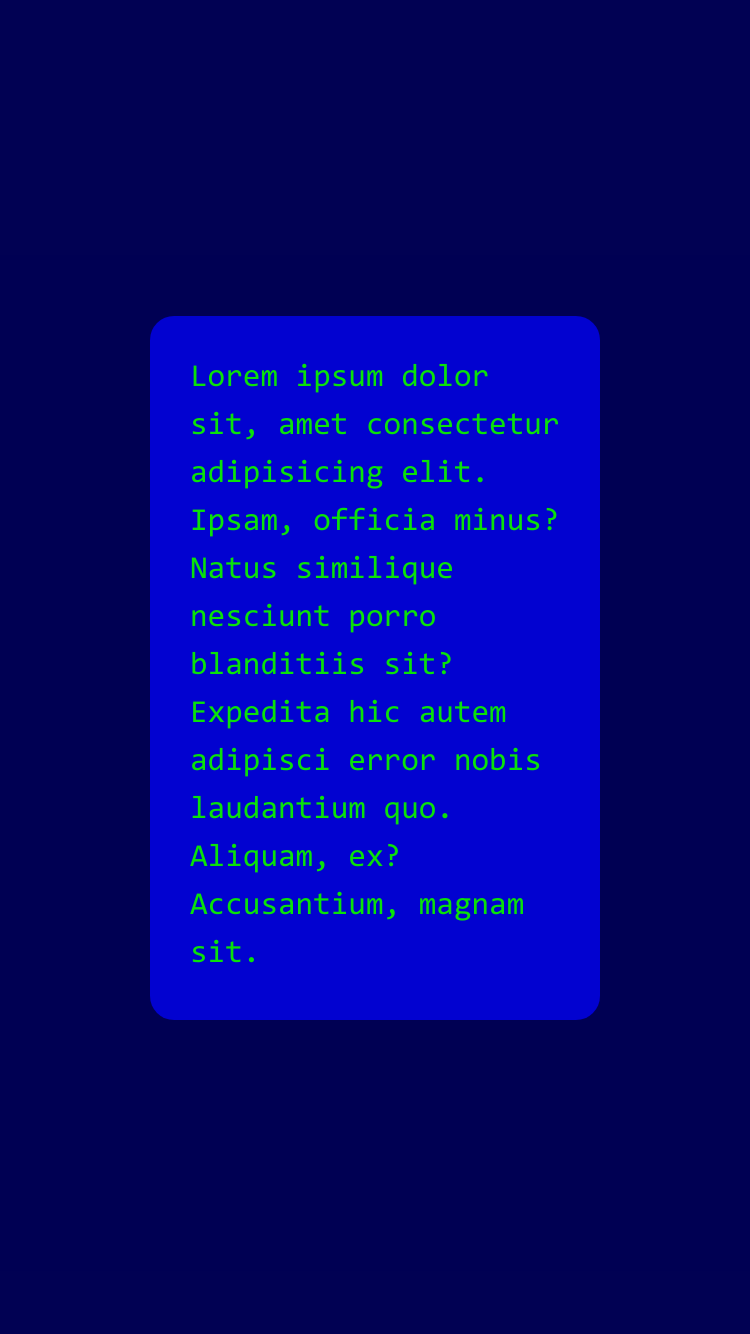 Lorem ipsum dolor
sit, amet consectetur
adipisicing elit.
Ipsam, officia minus?
Natus similique
nesciunt porro
blanditiis sit?
Expedita hic autem
adipisci error nobis
laudantium quo.
Aliquam, ex?
Accusantium, magnam
sit.